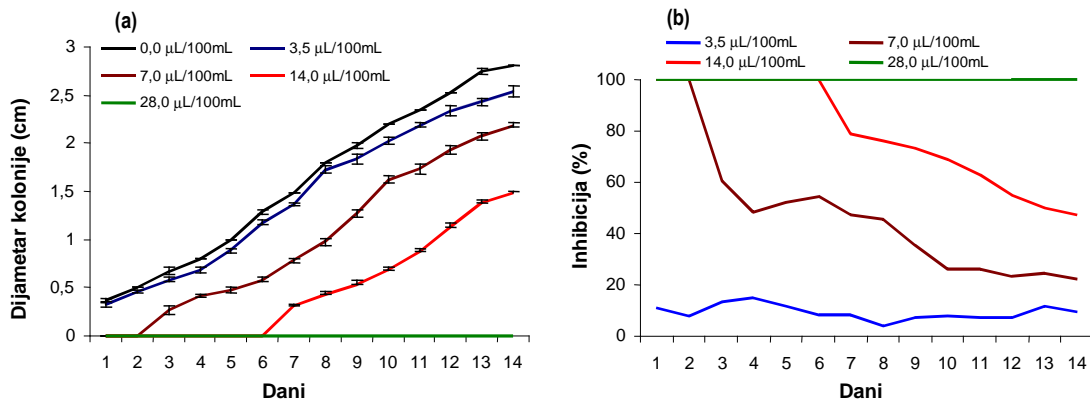 (a)
0,0 µL/100mL
3,5 µL/100mL
7,0 µL/100mL
14,0 µL/100mL
28,0 µL/100mL
Dijametar kolonije (cm)
3
2,5
2
1,5
1
0,5
0
1 2 3 4 5 6 7 8 9 10 11 12 13 14
Dani
(b)
3,5 µL/100mL
7,0 µL/100mL
14,0 µL/100mL
28,0 µL/100mL
Inhibicija (%)
100
80
60
40
20
0
1 2 3 4 5 6 7 8 9 10 11 12 13 14
Dani